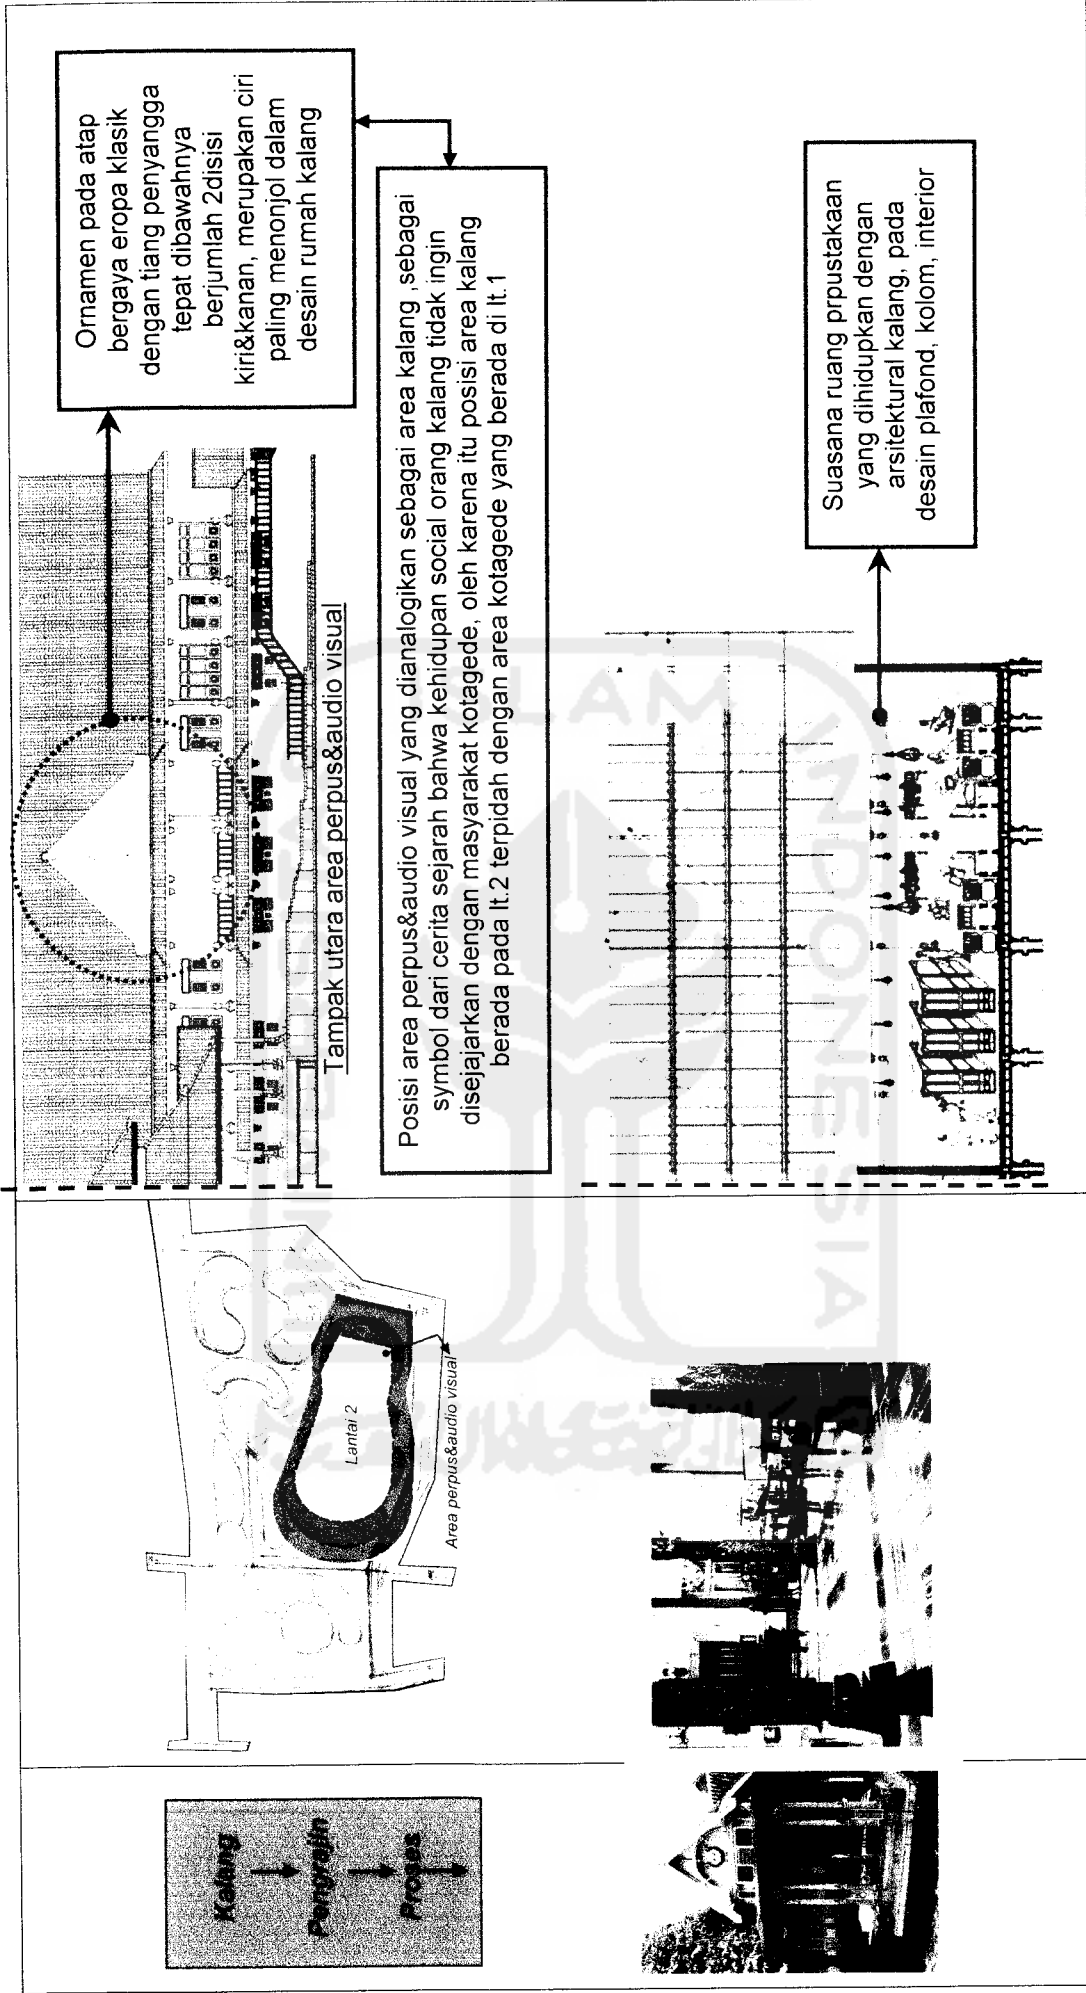 Kalang
Pengrajin
Proses
Lantai 2
Area perpus&audio visual
Ornamen pada atap
bergaya eropa klasik
dengan tiang penyangga
tepat dibawahnya
berjumlah 2disisi
kiri&kanan, merupakan ciri
paling menonjol dalam
desain rumah kalang
Tampak utara area perpus&audio visual
Posisi area perpus&audio visual yang dianalogikan sebagai area kalang ,sebagai
symbol dari cerita sejarah bahwa kehidupan social orang kalang tidak ingin
disejajarkan dengan masyarakat kotagede, oleh karena itu posisi area kalang
berada pada lt.2 terpidah dengan area kotagede yang berada di lt.1
Suasana ruang prpustakaan
yang dihidupkan dengan
arsitektural kalang, pada
desain plafond, kolom, interior
ISLAM
INDONESIA